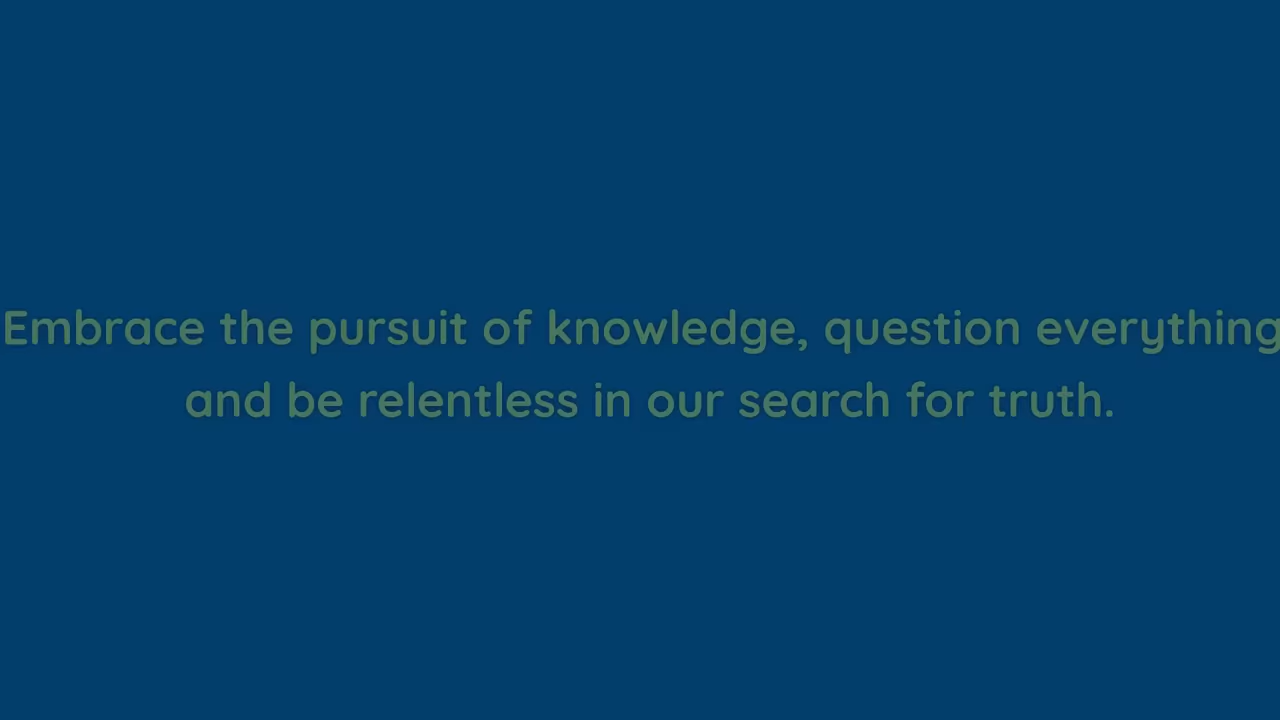 Embrace the pursuit of knowledge, question everything
and be relentless in our search for truth.